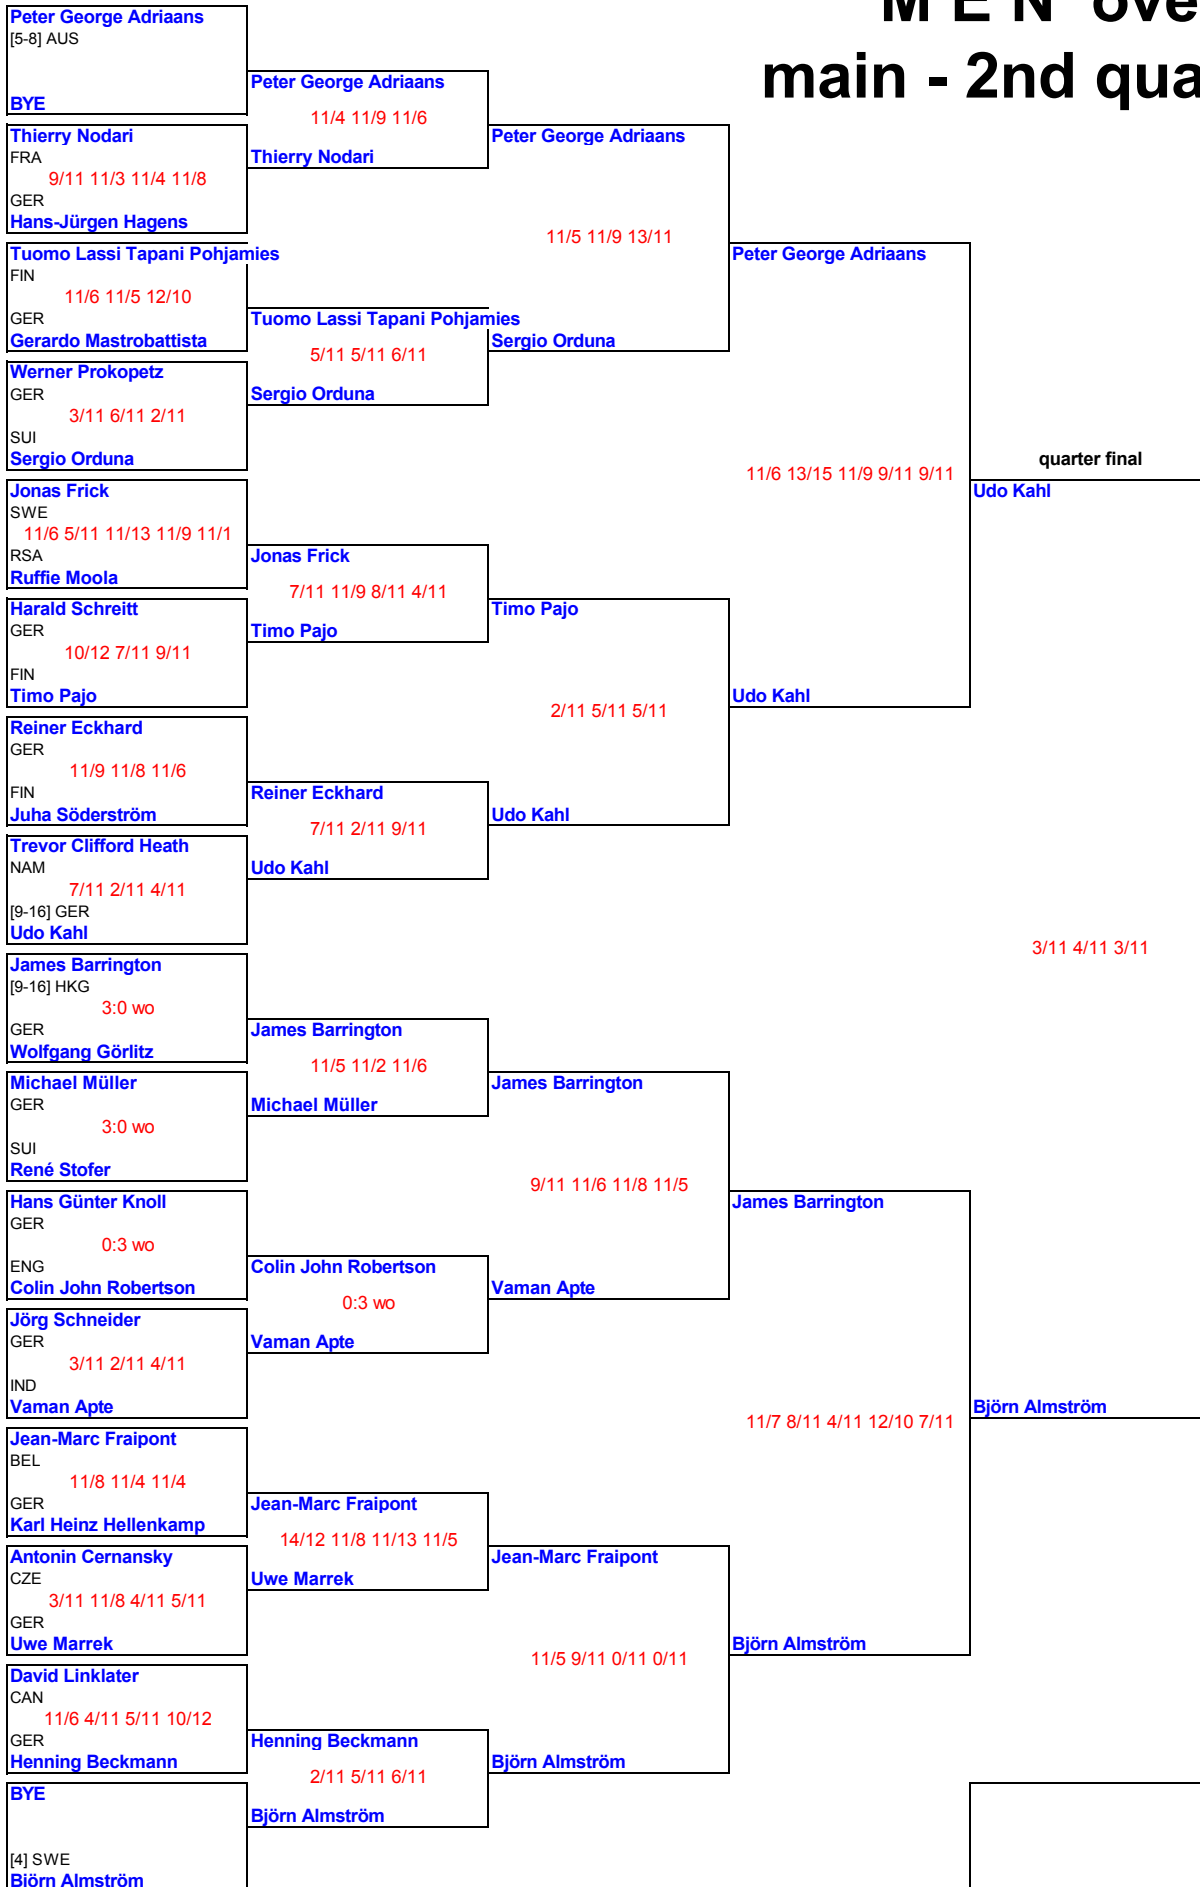 M E N ove
main - 2nd qua
Peter George Adriaans
[5-8] AUS
BYE
Thierry Nodari
FRA
9/11 11/3 11/4 11/8
GER
Hans-Jürgen Hagens
Tuomo Lassi Tapani Pohjamies
FIN
11/6 11/5 12/10
GER
Gerardo Mastrobattista
Werner Prokopetz
GER
3/11 6/11 2/11
SUI
Sergio Orduna
Jonas Frick
SWE
11/6 5/11 11/13 11/9 11/1
RSA
Ruffie Moola
Harald Schreitt
GER
10/12 7/11 9/11
FIN
Timo Pajo
Reiner Eckhard
GER
11/9 11/8 11/6
FIN
Juha Söderström
Trevor Clifford Heath
NAM
7/11 2/11 4/11
[9-16] GER
Udo Kahl
James Barrington
[9-16] HKG
3:0 wo
GER
Wolfgang Görlitz
Michael Müller
GER
3:0 wo
SUI
René Stofer
Hans Günter Knoll
GER
0:3 wo
ENG
Colin John Robertson
Jörg Schneider
GER
3/11 2/11 4/11
IND
Vaman Apte
Jean-Marc Fraipont
BEL
11/8 11/4 11/4
GER
Karl Heinz Hellenkamp
Antonin Cernansky
CZE
3/11 11/8 4/11 5/11
GER
Uwe Marrek
David Linklater
CAN
11/6 4/11 5/11 10/12
GER
Henning Beckmann
BYE
[4] SWE
Björn Almström
Peter George Adriaans
11/4 11/9 11/6
Thierry Nodari
Tuomo Lassi Tapani Pohjamies
5/11 5/11 6/11
Sergio Orduna
Jonas Frick
7/11 11/9 8/11 4/11
Timo Pajo
Reiner Eckhard
7/11 2/11 9/11
Udo Kahl
James Barrington
11/5 11/2 11/6
Michael Müller
Colin John Robertson
0:3 wo
Vaman Apte
Jean-Marc Fraipont
14/12 11/8 11/13 11/5
Uwe Marrek
Henning Beckmann
2/11 5/11 6/11
Björn Almström
Peter George Adriaans
11/5 11/9 13/11
Sergio Orduna
Timo Pajo
2/11 5/11 5/11
Udo Kahl
James Barrington
9/11 11/6 11/8 11/5
Vaman Apte
Jean-Marc Fraipont
11/5 9/11 0/11 0/11
Björn Almström
Peter George Adriaans
11/6 13/15 11/9 9/11 9/11
Udo Kahl
James Barrington
11/7 8/11 4/11 12/10 7/11
Björn Almström
quarter final
Udo Kahl
3/11 4/11 3/11
Björn Almström